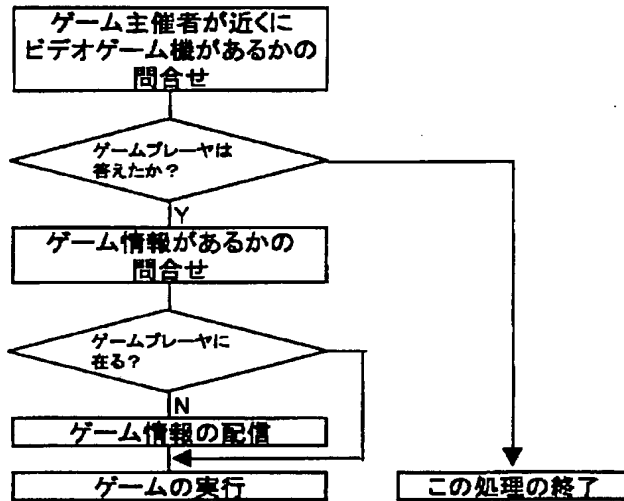 ゲーム主催者が近くに
ビデオゲーム機があるかの
問合せ
ゲームプレーヤは
答えたか？
Y
ゲーム情報があるかの
問合せ
ゲームプレーヤに
在る？
N
ゲーム情報の配信
ゲームの実行
この処理の終了